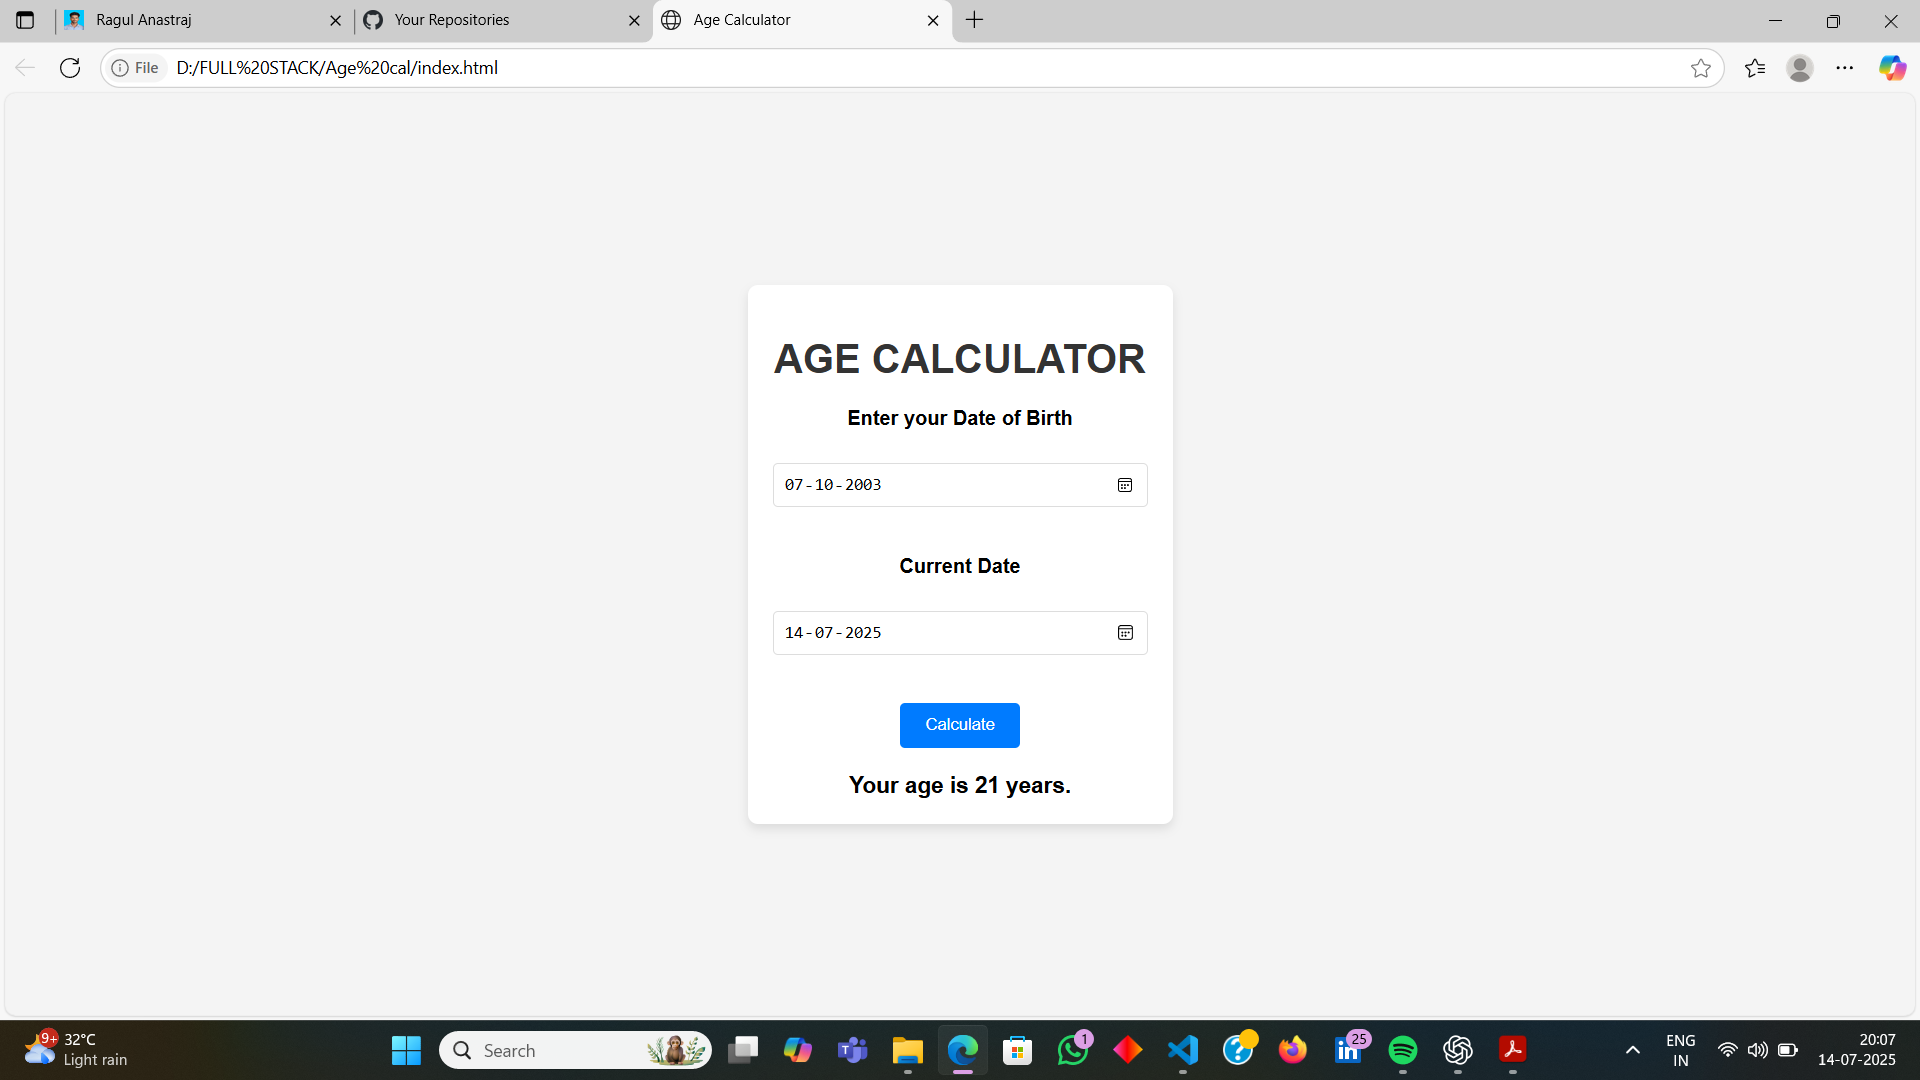 Ragul Anastraj
Your Repositories
Age Calculator
File
D:/FULL%20STACK/Age%20cal/index.html
AGE CALCULATOR
Enter your Date of Birth
07-10-2003
Current Date
14-07-2025
Calculate
Your age is 21 years.
9+
32°C
Light rain
Search
1
25
ENG
IN
20:07
14-07-2025